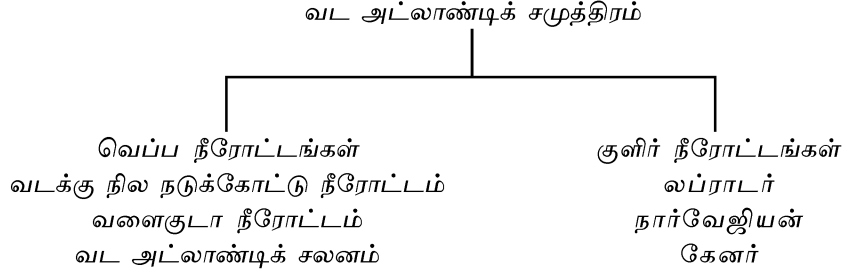 வட அட்லாண்டிக் சமுத்திரம்
வெப்ப நீரோட்டங்கள்
வடக்கு நில நடுக்கோட்டு நீரோட்டம்
வளைகுடா நீரோட்டம்
வட அட்லாண்டிக் சலனம்
குளிர் நீரோட்டங்கள்
லப்ராடர்
நார்வேஜியன்
கேனர்